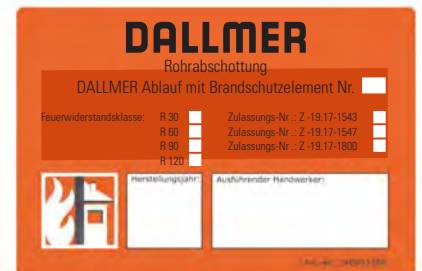 DALLMER
Rohrabschottung
DALLMER Ablauf mit Brandschutzelement Nr.
Feuerwiderstandsklasse: R 30 Zulassungs-Nr .: Z -19.17-1543
R 60 Zulassungs-Nr .: Z -19.17-1547
R 90 Zulassungs-Nr .: Z -19.17-1800
R 120
Herstellungsjahr: Ausführender Handwerker: